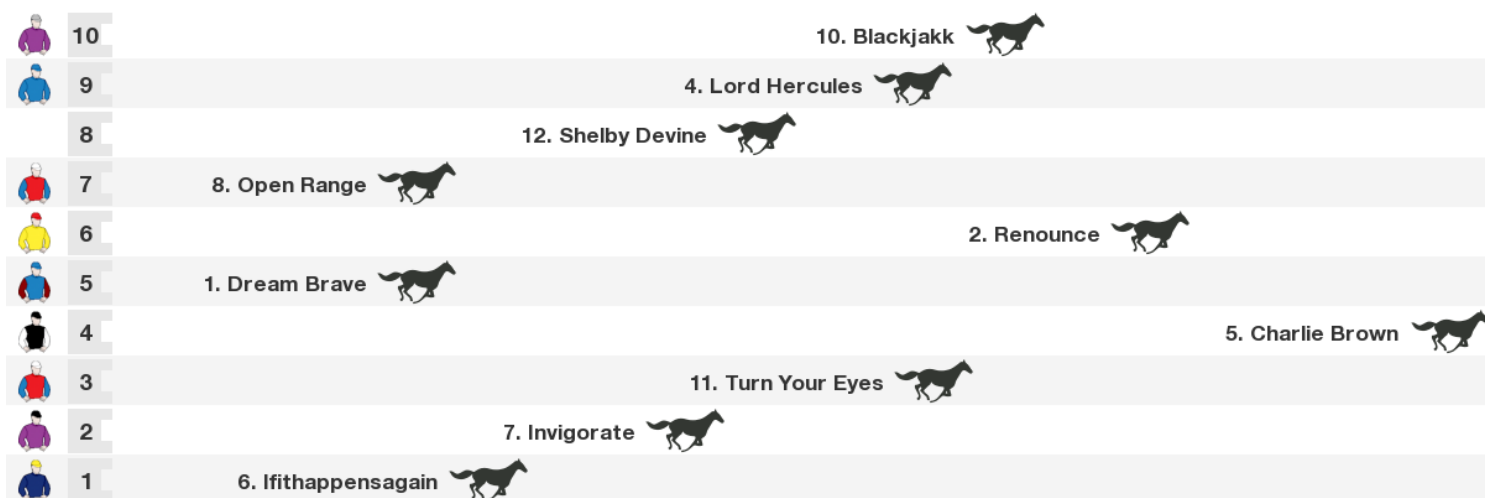 10 10. Blackjakk
9 4. Lord Hercules
8 12. Shelby Devine
7 8. Open Range
6 2. Renounce
5 1. Dream Brave
4 5. Charlie Brown
3 11. Turn Your Eyes
2 7. Invigorate
1 6. Ifithappensagain